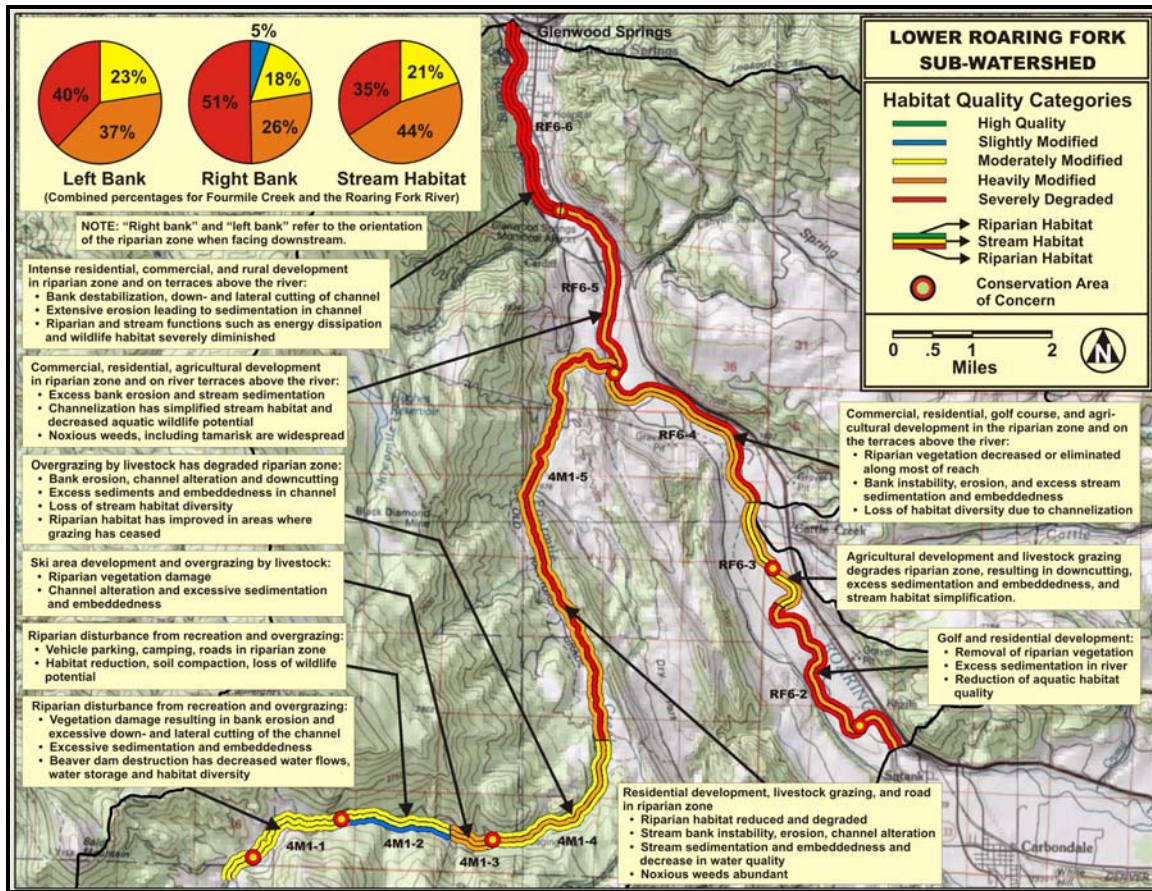 5%
23%
40%
37%
18%
51%
26%
21%
35%
44%
Left Bank
Right Bank
Stream Habitat
(Combined percentages for Fourmile Creek and the Roaring Fork River)
NOTE: “Right bank” and “left bank” refer to the orientation
of the riparian zone when facing downstream.
Intense residential, commercial, and rural development
in riparian zone and on terraces above the river:
• Bank destabilization, down- and lateral cutting of channel
• Extensive erosion leading to sedimentation in channel
• Riparian and stream functions such as energy dissipation
and wildlife habitat severely diminished
Commercial, residential, agricultural development
in riparian zone and on river terraces above the river:
• Excess bank erosion and stream sedimentation
• Channelization has simplified stream habitat and
decreased aquatic wildlife potential
• Noxious weeds, including tamarisk are widespread
Overgrazing by livestock has degraded riparian zone:
• Bank erosion, channel alteration and downcutting
• Excess sediments and embeddedness in channel
• Loss of stream habitat diversity
• Riparian habitat has improved in areas where
grazing has ceased
Ski area development and overgrazing by livestock:
• Riparian vegetation damage
• Channel alteration and excessive sedimentation
and embeddedness
Riparian disturbance from recreation and overgrazing:
• Vehicle parking, camping, roads in riparian zone
• Habitat reduction, soil compaction, loss of wildlife
potential
Riparian disturbance from recreation and overgrazing:
• Vegetation damage resulting in bank erosion and
excessive down- and lateral cutting of the channel
• Excessive sedimentation and embeddedness
• Beaver dam destruction has decreased water flows,
water storage and habitat diversity
Glenwood Springs
Glenwood Springs
RF6-6
Hospital
Glenwood Springs
Municipal Airport
Cardiff
Spring
RF6-5
31
36
RF6-4
Gravel
Pit
4M1-5
Black Diamond
Mine
Cattle Creek
Cattle
RF6-3
ROARING
RF6-2
4M1-1
4M1-2
4M1-3
4M1-4
Carbondale
LOWER ROARING FORK
SUB-WATERSHED
Habitat Quality Categories
High Quality
Slightly Modified
Moderately Modified
Heavily Modified
Severely Degraded
Riparian Habitat
Stream Habitat
Riparian Habitat
Conservation Area
of Concern
0 .5 1 2
Miles
N
Commercial, residential, golf course, and agri-
cultural development in the riparian zone and on
the terraces above the river:
• Riparian vegetation decreased or eliminated
along most of reach
• Bank instability, erosion, and excess stream
sedimentation and embeddedness
• Loss of habitat diversity due to channelization
Agricultural development and livestock grazing
degrades riparian zone, resulting in downcutting,
excess sedimentation and embeddedness, and
stream habitat simplification.
Golf and residential development:
• Removal of riparian vegetation
• Excess sedimentation in river
• Reduction of aquatic habitat
quality
Residential development, livestock grazing, and road
in riparian zone
• Riparian habitat reduced and degraded
• Stream bank instability, erosion, channel alteration
• Stream sedimentation and embeddedness and
decrease in water quality
• Noxious weeds abundant